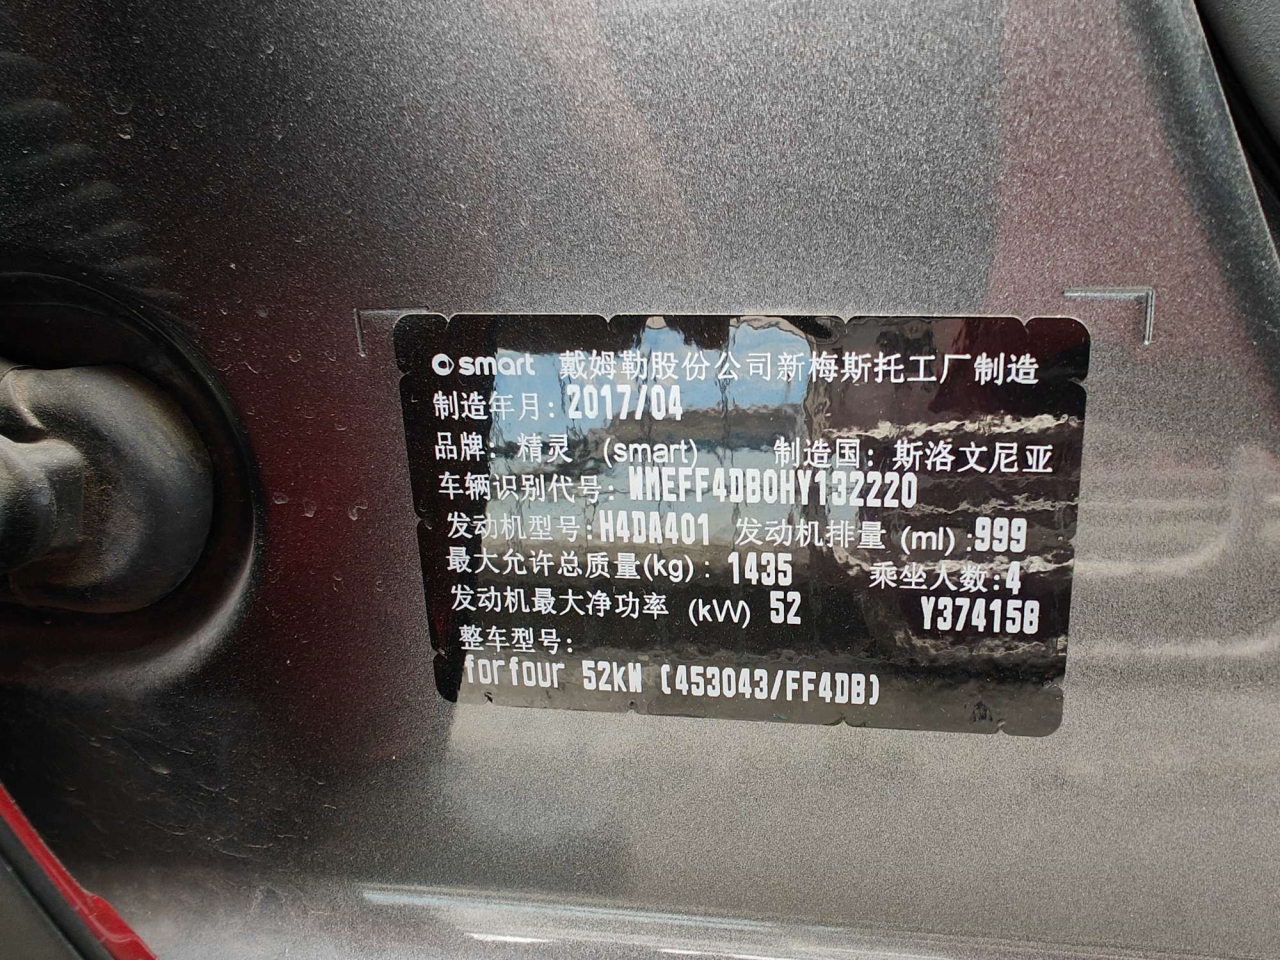 smart 戴姆勒股份公司新梅斯托工厂制造
制造年月：2017/04
品牌：精灵 (smart) 制造国：斯洛文尼亚
车辆识别代号：WMEFF4DB0HY132220
发动机型号：H4DA401 发动机排量 (ml) :999
最大允许总质量(kg)：1435 乘坐人数:4
发动机最大净功率 (kW) 52 Y374158
整车型号：
forfour 52kW (453043/FF4DB)